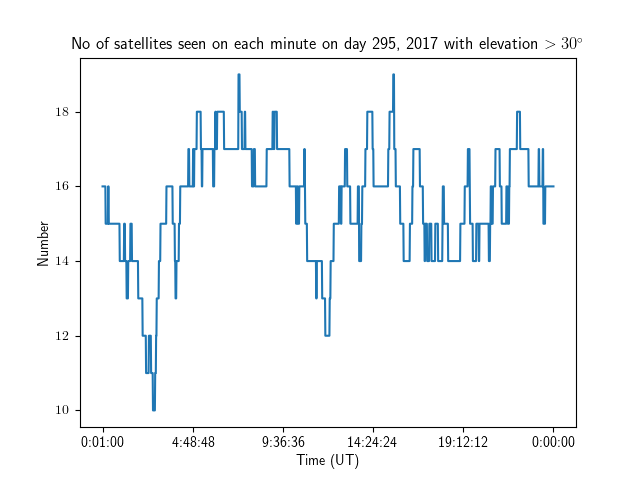 No of satellites seen on each minute on day 295, 2017 with elevation > 30°
18
16
14
12
10
Number
0:01:00 4:48:48 9:36:36 14:24:24 19:12:12 0:00:00
Time (UT)